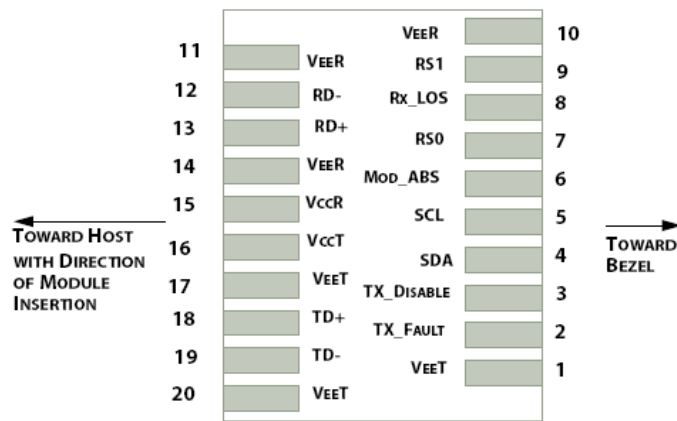 11 VEER
12 RD-
13 RD+
14 VEER
15 VCCR
16 VCCT
17 VEET
18 TD+
19 TD-
20 VEET
VEER 10
RS1 9
RX_LOS 8
RS0 7
MOD_ABS 6
SCL 5
SDA 4
TX_DISABLE 3
TX_FAULT 2
VEET 1
TOWARD HOST
WITH DIRECTION
OF MODULE
INSERTION
TOWARD
BEZEL